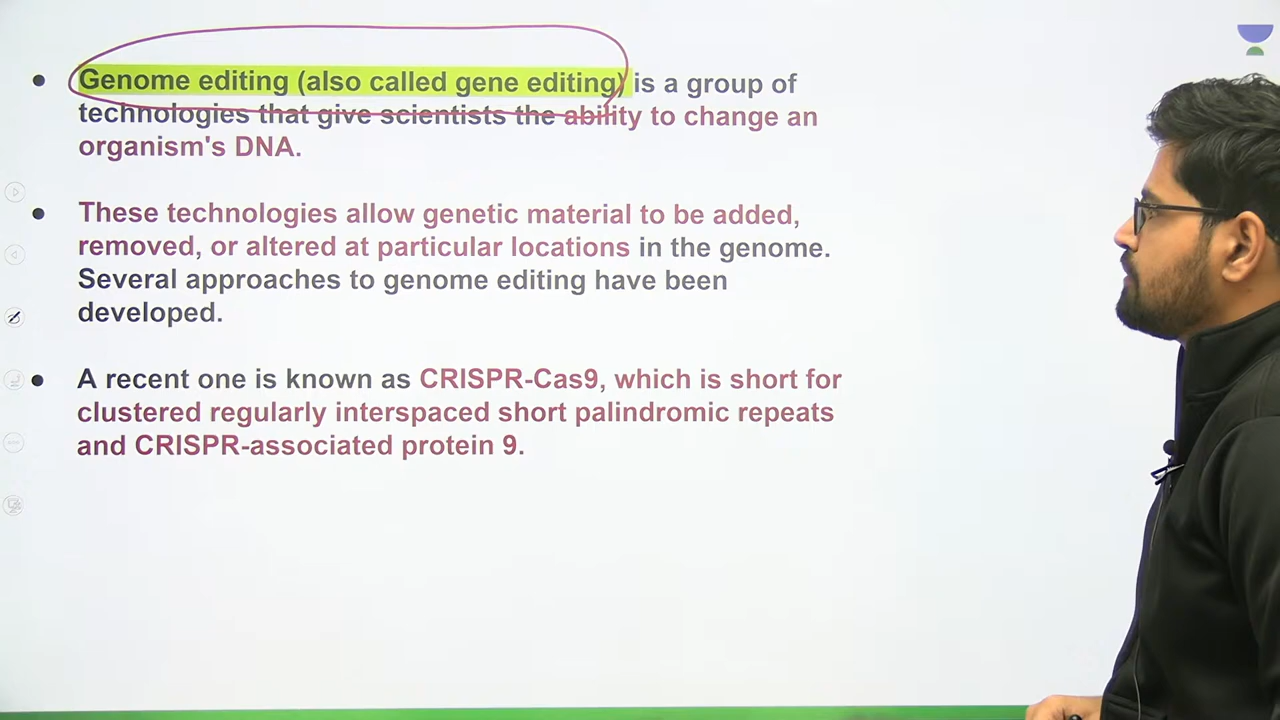 Genome editing (also called gene editing) is a group of
technologies that give scientists the ability to change an
organism's DNA.
These technologies allow genetic material to be added,
removed, or altered at particular locations in the genome.
Several approaches to genome editing have been
developed.
A recent one is known as CRISPR-Cas9, which is short for
clustered regularly interspaced short palindromic repeats
and CRISPR-associated protein 9.